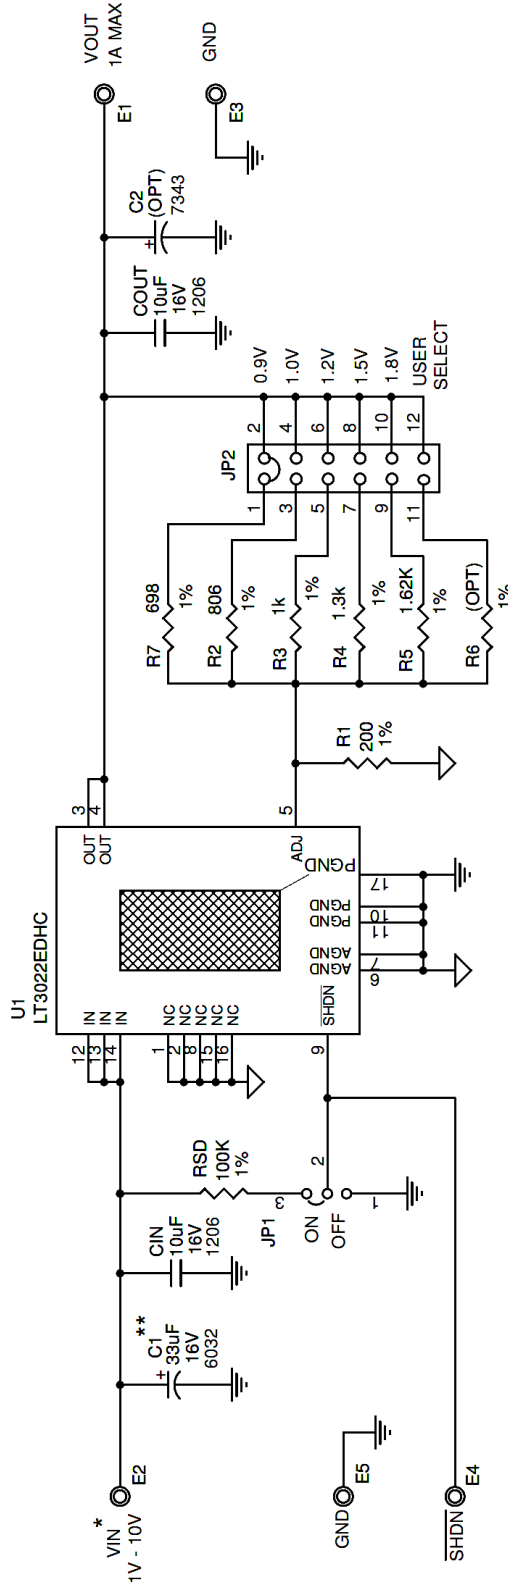 U1
LT3022EDHC
*
VIN
1V - 10V
E2
**
C1
33uF
16V
6032
CIN
10uF
16V
1206
RSD
100K
1%
JP1
3
2
1
ON
OFF
GND
E5
SHDN
E4
12
13
14
IN
IN
IN
1
2
8
15
16
NC
NC
NC
NC
NC
9
SHDN
3
4
OUT
OUT
5
ADJ
PGND
17
PGND
10
PGND
11
AGND
7
AGND
6
R1
200
1%
R7
698
1%
R2
806
1%
R3
1k
1%
R4
1.3k
1%
R5
1.62K
1%
R6
(OPT)
1%
JP2
1
2
0.9V
3
4
1.0V
5
6
1.2V
7
8
1.5V
9
10
1.8V
11
12
USER
SELECT
COUT
10uF
16V
1206
C2
(OPT)
7343
+
+
VOUT
1A MAX
E1
GND
E3